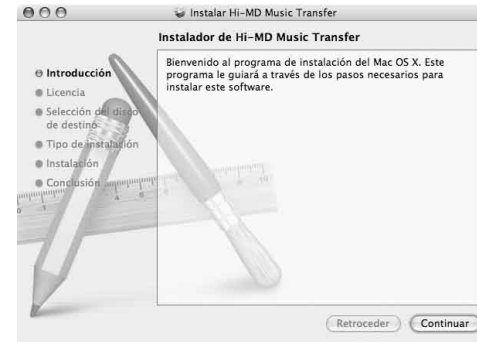 Instalar Hi-MD Music Transfer
Instalador de Hi-MD Music Transfer
Introducción
Licencia
Selección del disco
de destino
Tipo de instalación
Instalación
Conclusión
Bienvenido al programa de instalación del Mac OS X. Este
programa le guiará a través de los pasos necesarios para
instalar este software.
Retroceder
Continuar